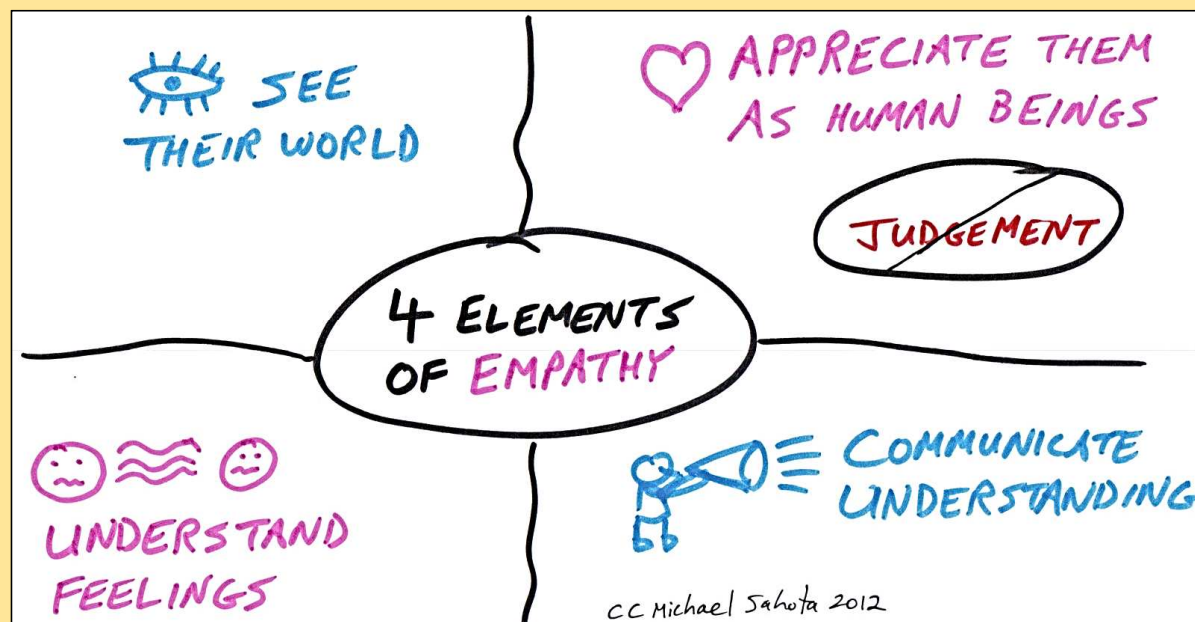 SEE
THEIR WORLD
APPRECIATE THEM
AS HUMAN BEINGS
JUDGEMENT
4 ELEMENTS
OF EMPATHY
UNDERSTAND
FEELINGS
COMMUNICATE
UNDERSTANDING
CC Michael Sahota 2012